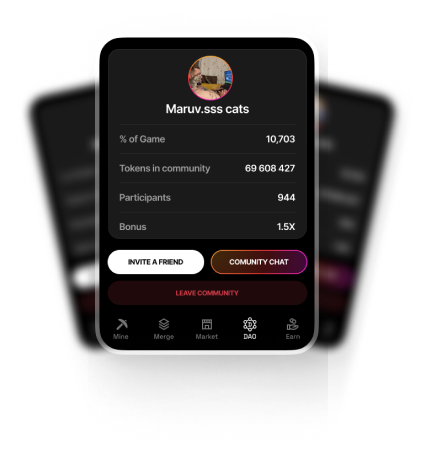 Maruv.sss cats
% of Game 10,703
Tokens in community 69 608 427
Participants 944
Bonus 1.5X
INVITE A FRIEND COMUNITY CHAT
LEAVE COMMUNITY
Mine Merge Market DAO Earn